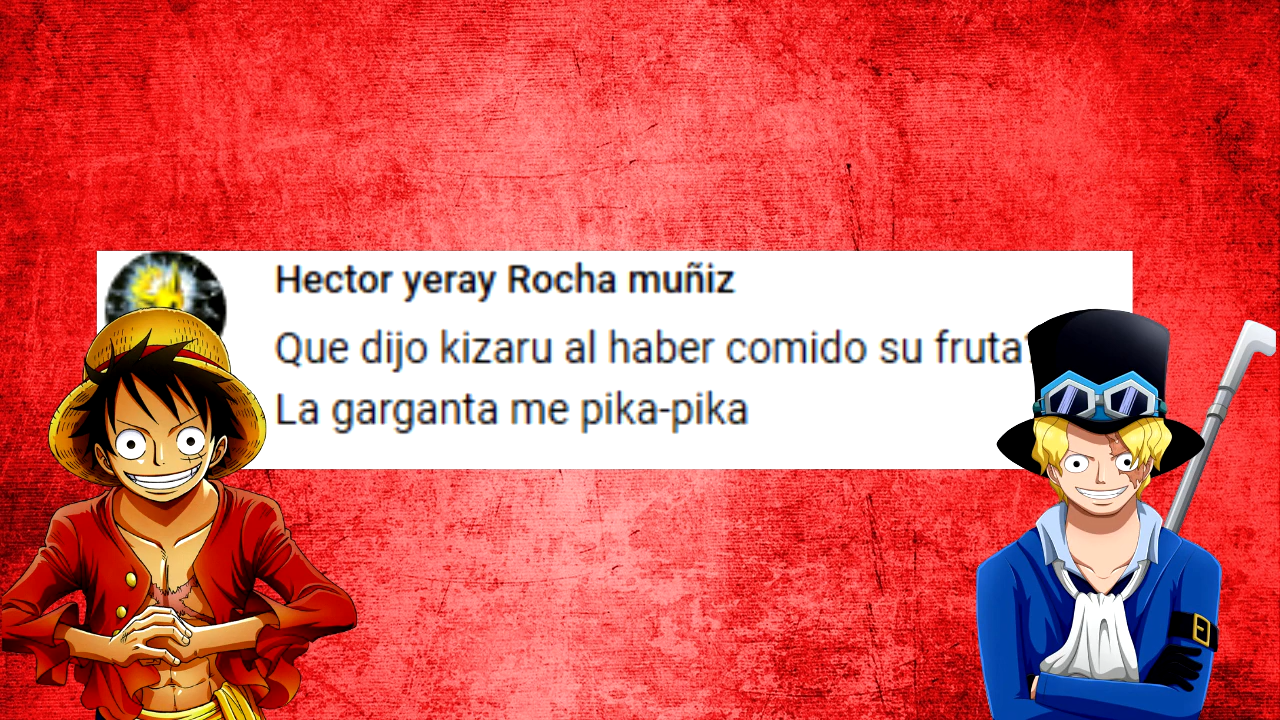 Hector yeray Rocha muñiz
Que dijo kizaru al haber comido su fruta?
La garganta me pika-pika